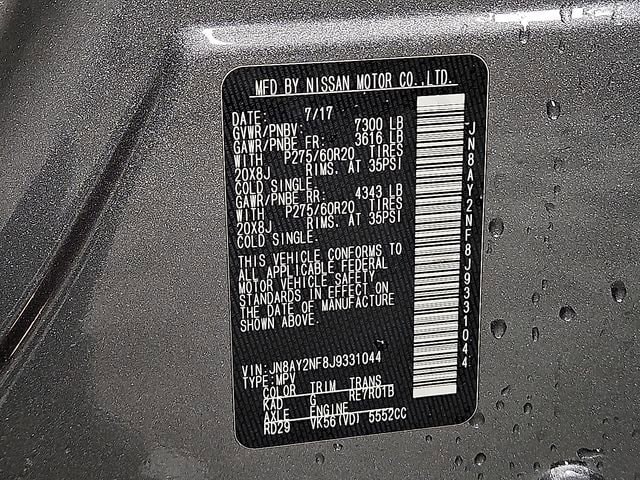 MFD BY NISSAN MOTOR CO.,LTD.
DATE: 7/17
GVWR/PNBV: 7300 LB
GAWR/PNBE FR: 3616 LB
WITH P275/60R20 TIRES
20X8J RIMS. AT 35PSI
COLD SINGLE.
GAWR/PNBE RR: 4343 LB
WITH P275/60R20 TIRES
20X8J RIMS. AT 35PSI
COLD SINGLE.
THIS VEHICLE CONFORMS TO
ALL APPLICABLE FEDERAL
MOTOR VEHICLE SAFETY
STANDARDS IN EFFECT ON
THE DATE OF MANUFACTURE
SHOWN ABOVE.
VIN: JN8AY2NF8J9331044
TYPE: MPV
COLOR TRIM TRANS
KAD G RE7R01B
AXLE ENGINE
RD29 VK56(VD) 5552CC
JN8AY2NF8J9331044